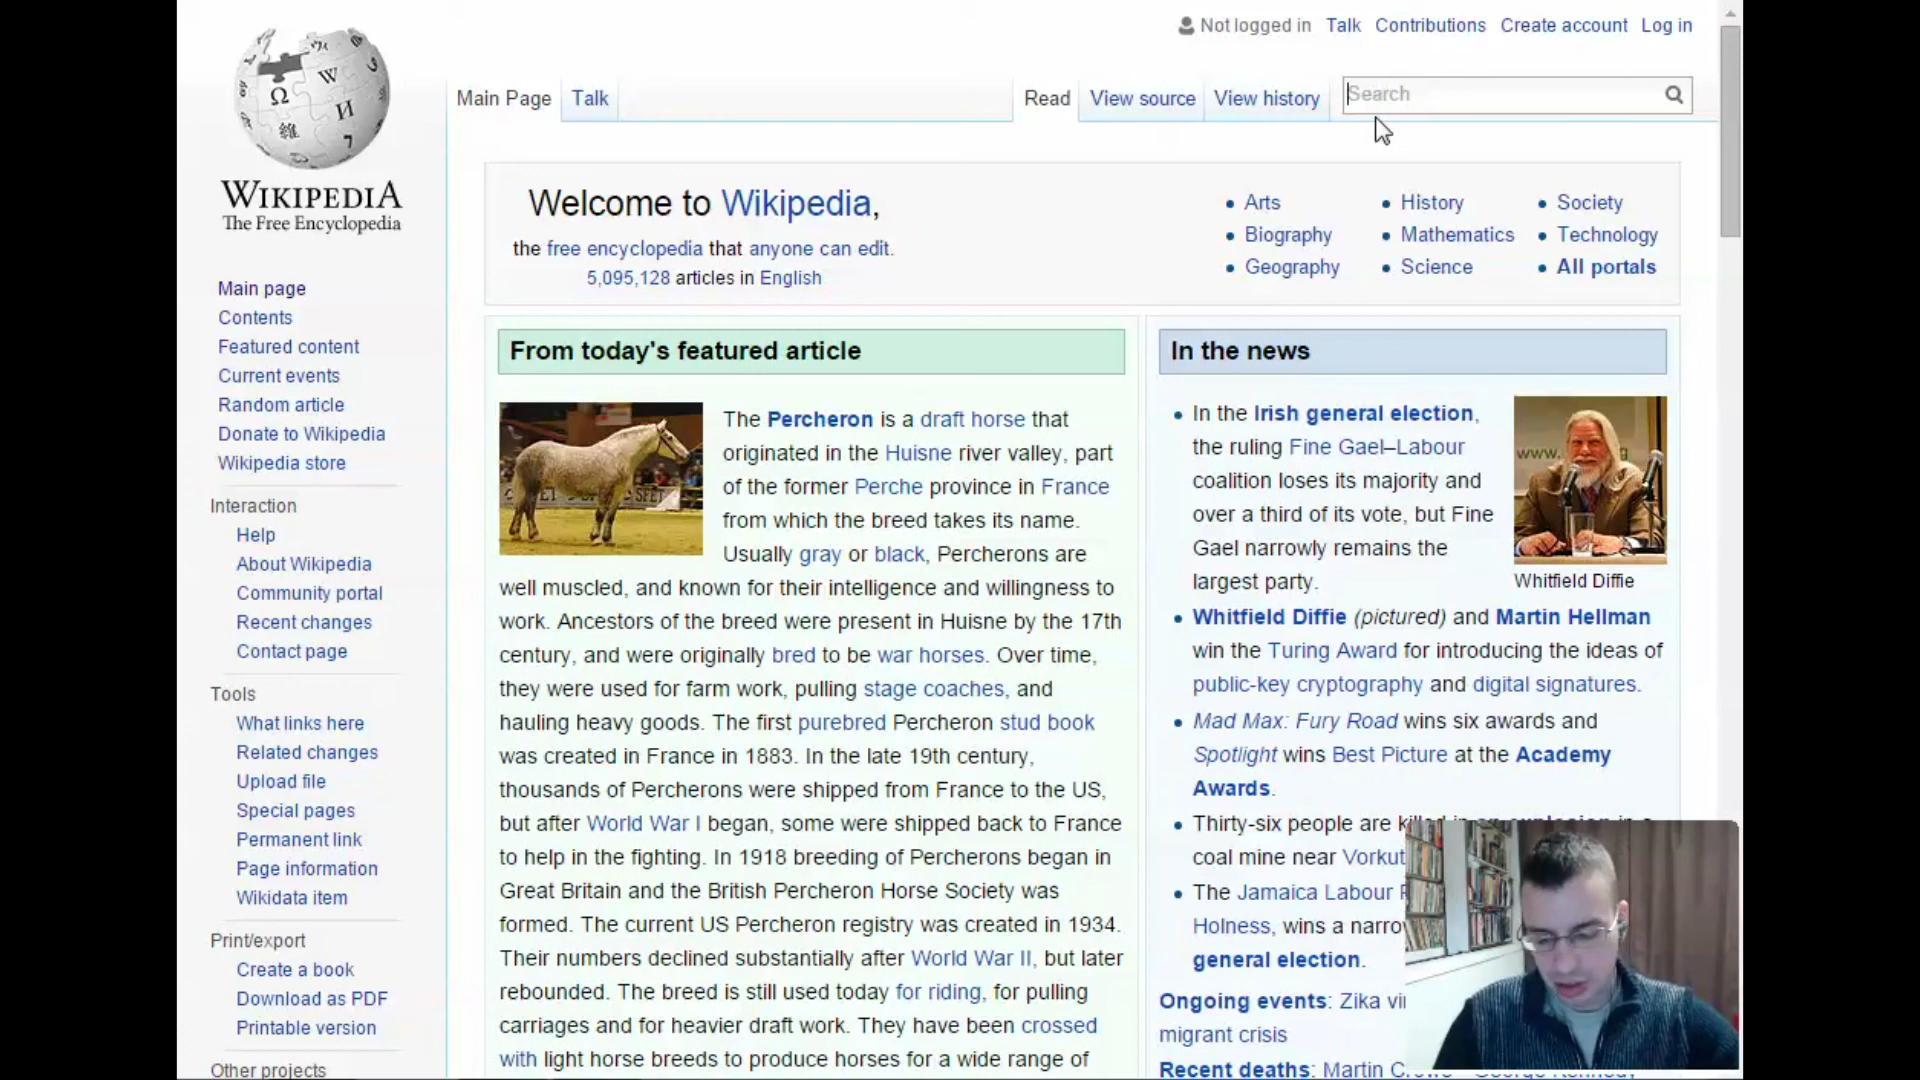 Not logged in Talk Contributions Create account Log in
Main Page Talk Read View source View history Search
WIKIPEDIA
The Free Encyclopedia
Main page
Contents
Featured content
Current events
Random article
Donate to Wikipedia
Wikipedia store
Interaction
Help
About Wikipedia
Community portal
Recent changes
Contact page
Tools
What links here
Related changes
Upload file
Special pages
Permanent link
Page information
Wikidata item
Print/export
Create a book
Download as PDF
Printable version
Other projects
Welcome to Wikipedia,
the free encyclopedia that anyone can edit.
5,095,128 articles in English
Arts
Biography
Geography
History
Mathematics
Science
Society
Technology
All portals
From today's featured article
The Percheron is a draft horse that
originated in the Huisne river valley, part
of the former Perche province in France
from which the breed takes its name.
Usually gray or black, Percherons are
well muscled, and known for their intelligence and willingness to
work. Ancestors of the breed were present in Huisne by the 17th
century, and were originally bred to be war horses. Over time,
they were used for farm work, pulling stage coaches, and
hauling heavy goods. The first purebred Percheron stud book
was created in France in 1883. In the late 19th century,
thousands of Percherons were shipped from France to the US,
but after World War I began, some were shipped back to France
to help in the fighting. In 1918 breeding of Percherons began in
Great Britain and the British Percheron Horse Society was
formed. The current US Percheron registry was created in 1934.
Their numbers declined substantially after World War II, but later
rebounded. The breed is still used today for riding, for pulling
carriages and for heavier draft work. They have been crossed
with light horse breeds to produce horses for a wide range of
In the news
In the Irish general election,
the ruling Fine Gael–Labour
coalition loses its majority and
over a third of its vote, but Fine
Gael narrowly remains the
largest party.
Whitfield Diffie
Whitfield Diffie (pictured) and Martin Hellman
win the Turing Award for introducing the ideas of
public-key cryptography and digital signatures.
Mad Max: Fury Road wins six awards and
Spotlight wins Best Picture at the Academy
Awards.
Thirty-six people are killed in an explosion in a
coal mine near Vorkut
The Jamaica Labour
Holness, wins a narro
general election.
Ongoing events: Zika vi
migrant crisis
Recent deaths: Martin